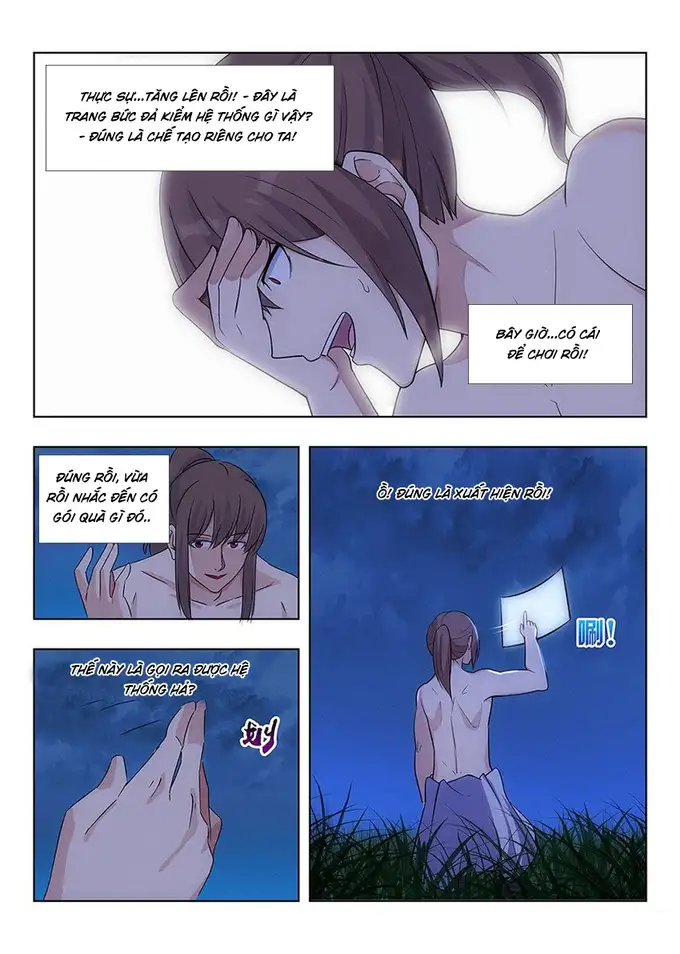 THỰC SỰ...TĂNG LÊN RỒI! - ĐÂY LÀ
TRANG BỨC ĐẢ KIỂM HỆ THỐNG GÌ VẬY?
- ĐÚNG LÀ CHẾ TẠO RIÊNG CHO TA!
BÂY GIỜ...CÓ CÁI
ĐỂ CHƠI RỒI!
ĐÚNG RỒI, VỪA
RỒI NHẮC ĐẾN CÓ
GÓI QUÀ GÌ ĐÓ..
Ồ! ĐÚNG LÀ XUẤT HIỆN RỒI!
唰!
THẾ NÀY LÀ GỌI RA ĐƯỢC HỆ
THỐNG HẢ?
划